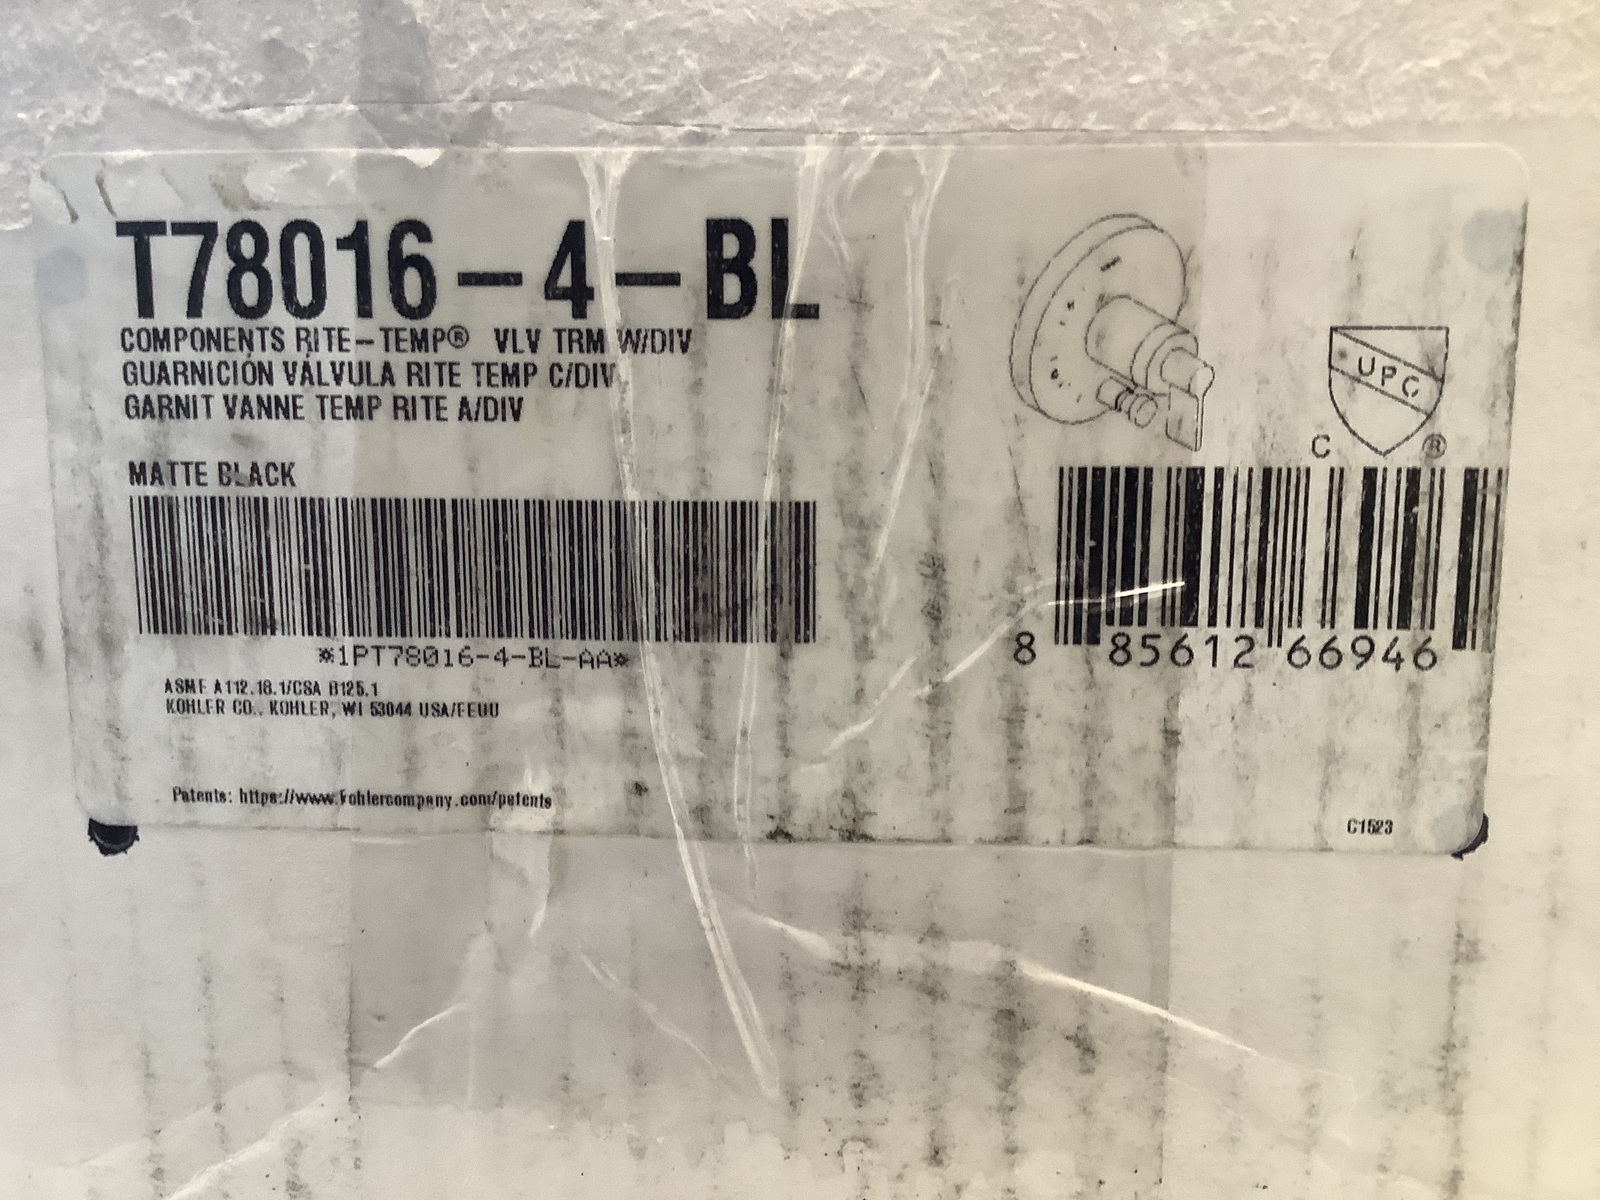 T78016-4-BL
COMPONENTS RITE-TEMP® VLV TRM W/DIV
GUARNICIÓN VÁLVULA RITE TEMP C/DIV
GARNIT VANNE TEMP RITE A/DIV
MATTE BLACK
*1PT78016-4-BL-AA*
ASME A112.18.1/CSA B125.1
KOHLER CO., KOHLER, WI 53044 USA/EEUU
Patents: https://www.kohlercompany.com/patents
UPC
C ®
8 85612 66946
C1523